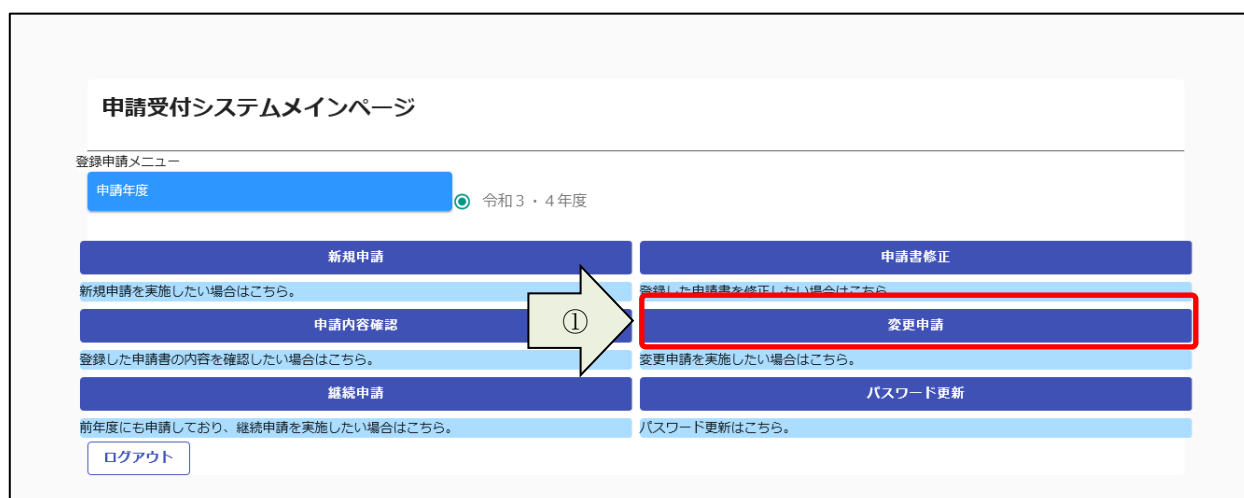 申請受付システムメインページ
登録申請メニュー
申請年度
令和３・４年度
新規申請
申請書修正
新規申請を実施したい場合はこちら。
登録した申請書を修正したい場合はこちら
①
申請内容確認
変更申請
登録した申請書の内容を確認したい場合はこちら。
変更申請を実施したい場合はこちら。
継続申請
パスワード更新
前年度にも申請しており、継続申請を実施したい場合はこちら。
パスワード更新はこちら。
ログアウト